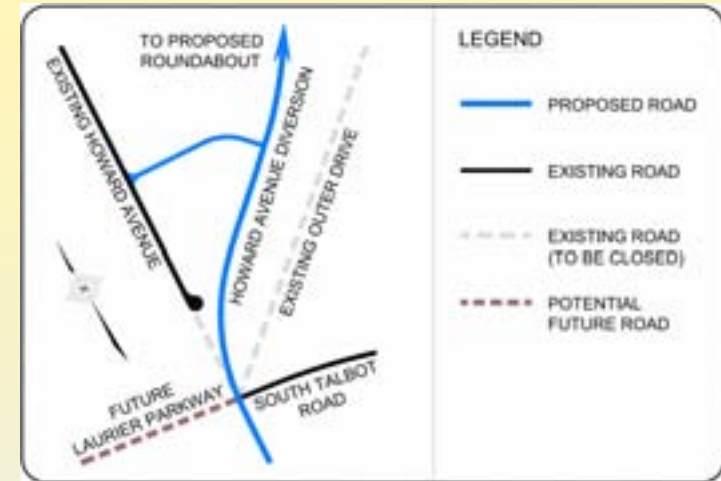 TO PROPOSED
ROUNDABOUT
EXISTING HOWARD AVENUE
HOWARD AVENUE DIVERSION
EXISTING OUTER DRIVE
FUTURE
LAURIER PARKWAY
SOUTH TALBOT
ROAD
LEGEND
PROPOSED ROAD
EXISTING ROAD
EXISTING ROAD
(TO BE CLOSED)
POTENTIAL
FUTURE ROAD